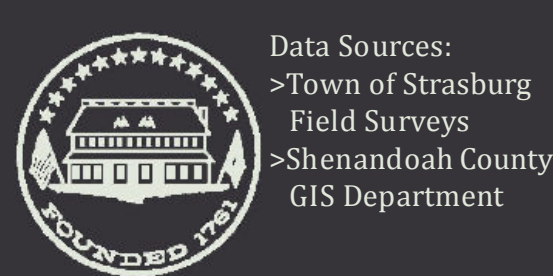 Data Sources:
>Town of Strasburg
Field Surveys
>Shenandoah County
GIS Department
FOUNDED 1761